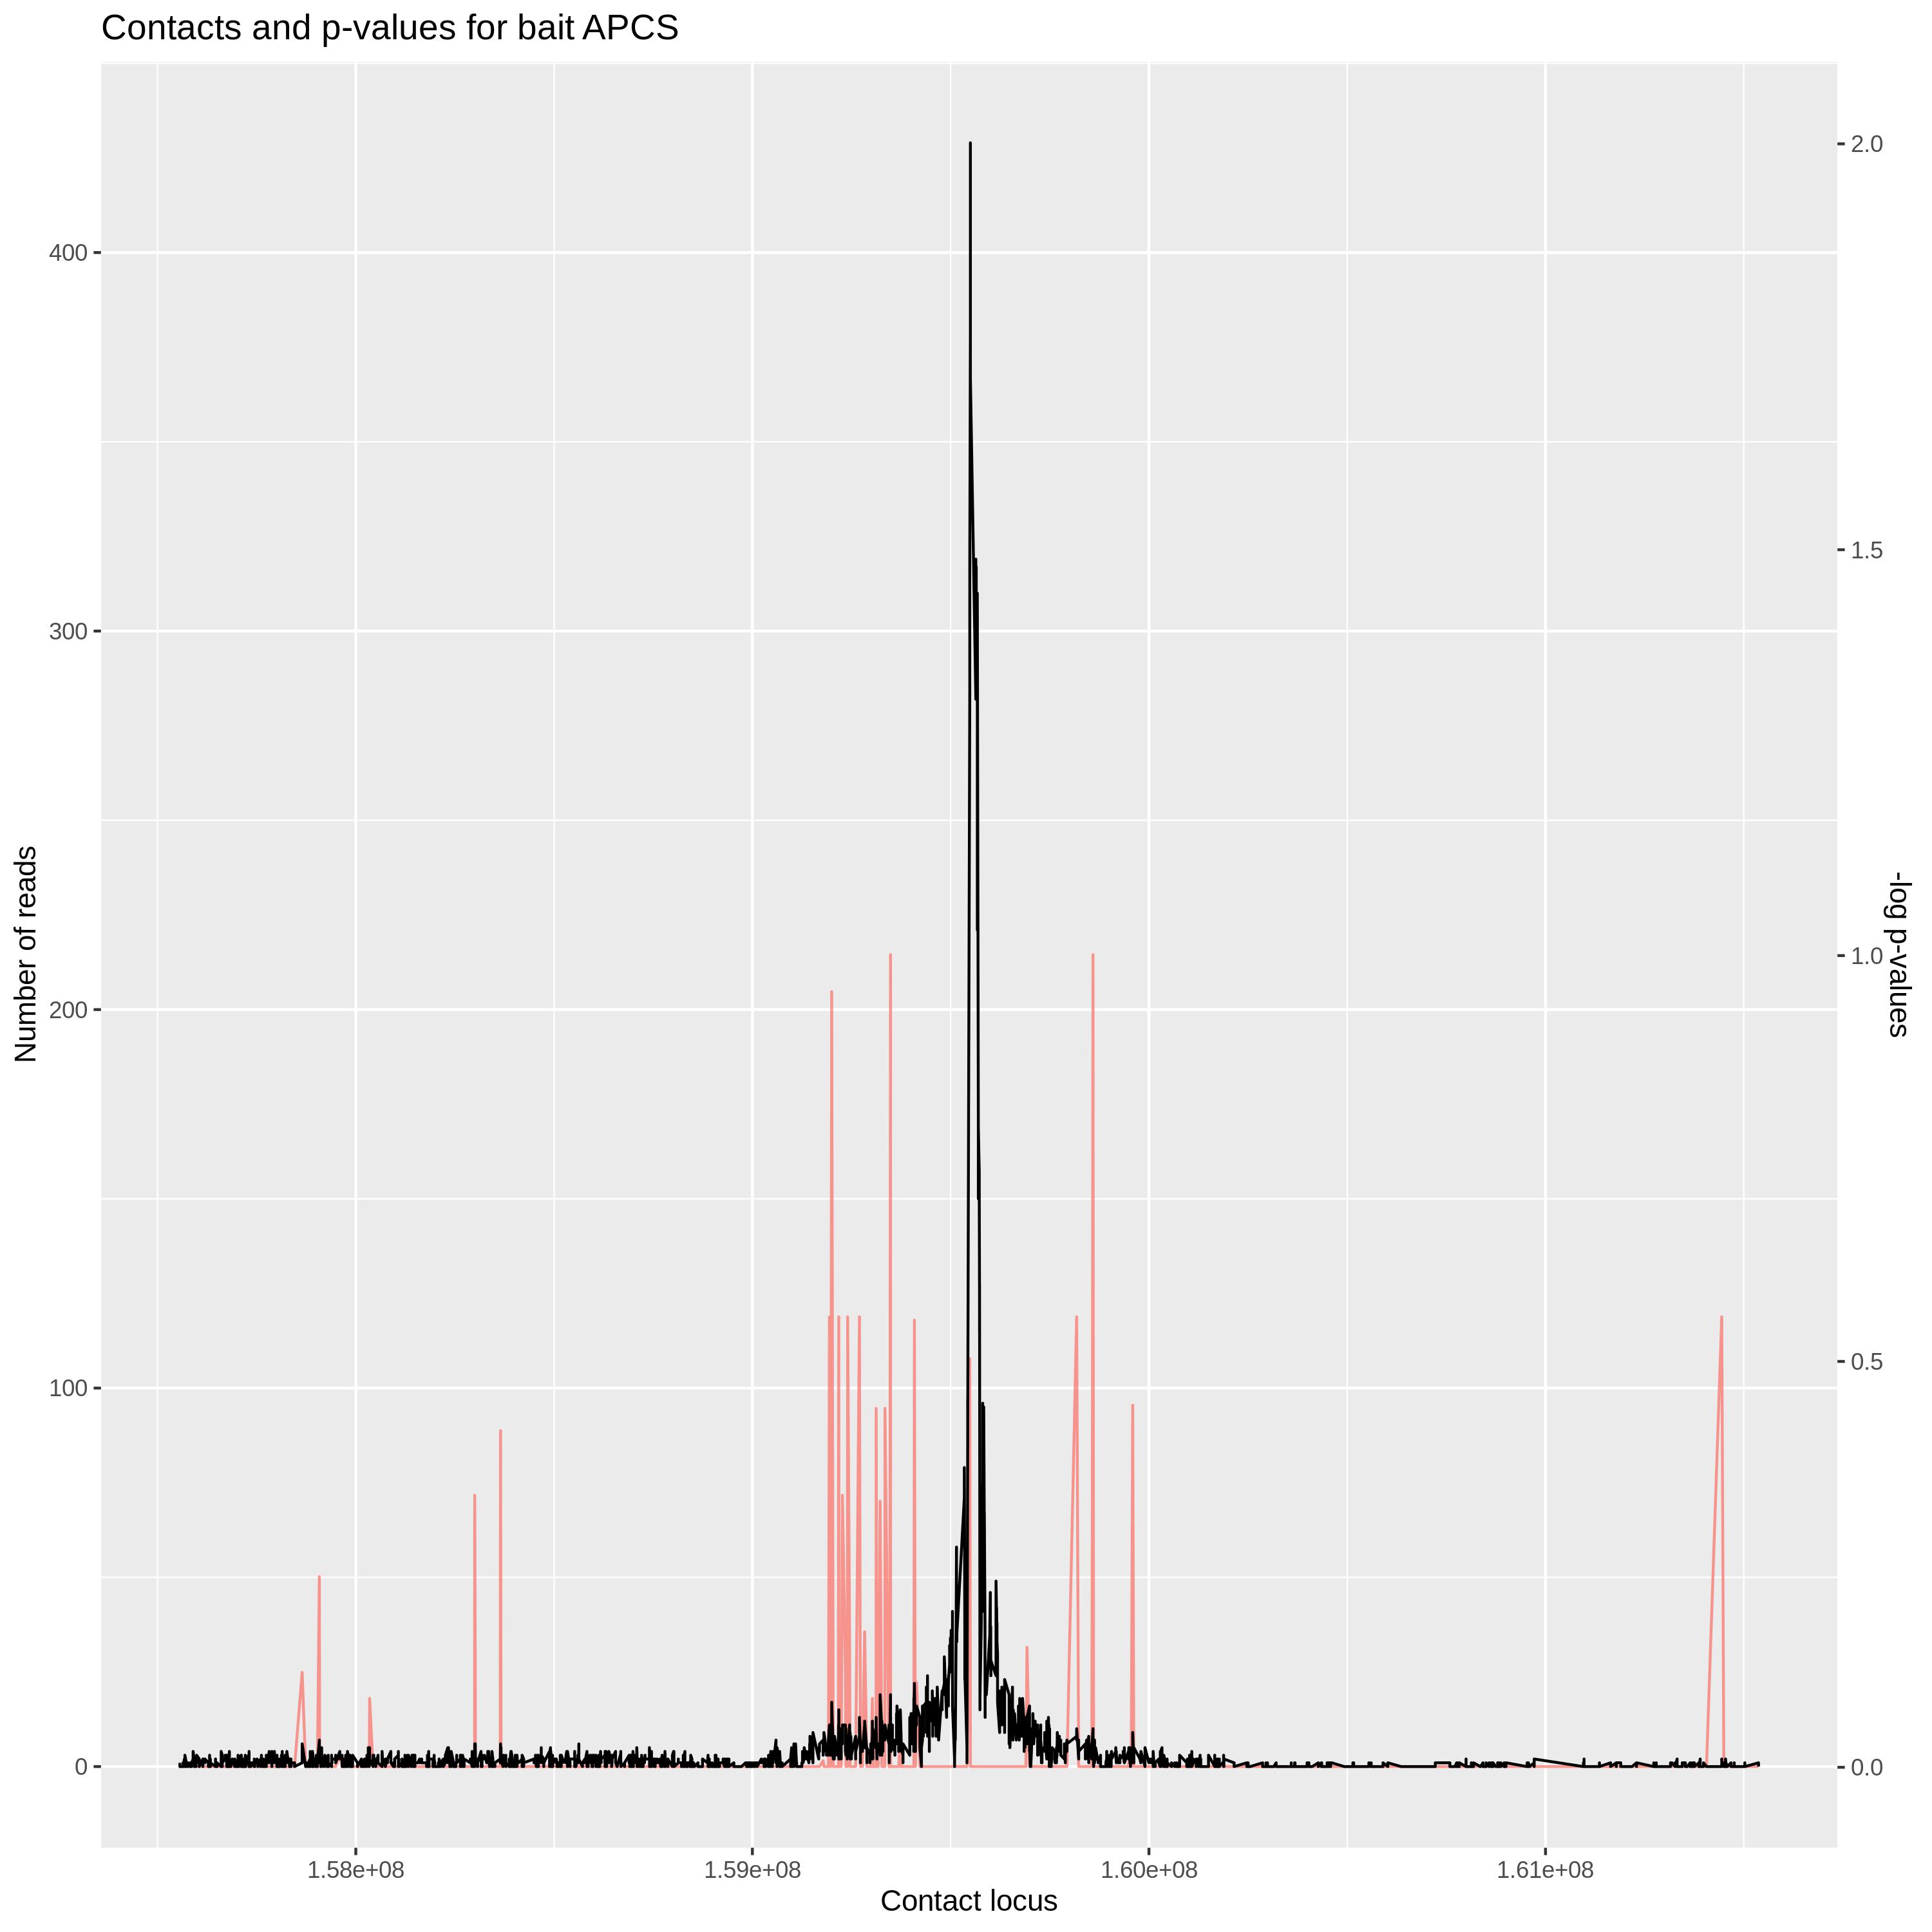 Contacts and p-values for bait APCS
Number of reads
400
300
200
100
0
2.0
1.5
1.0
0.5
0.0
-log p-values
1.58e+08
1.59e+08
1.60e+08
1.61e+08
Contact locus